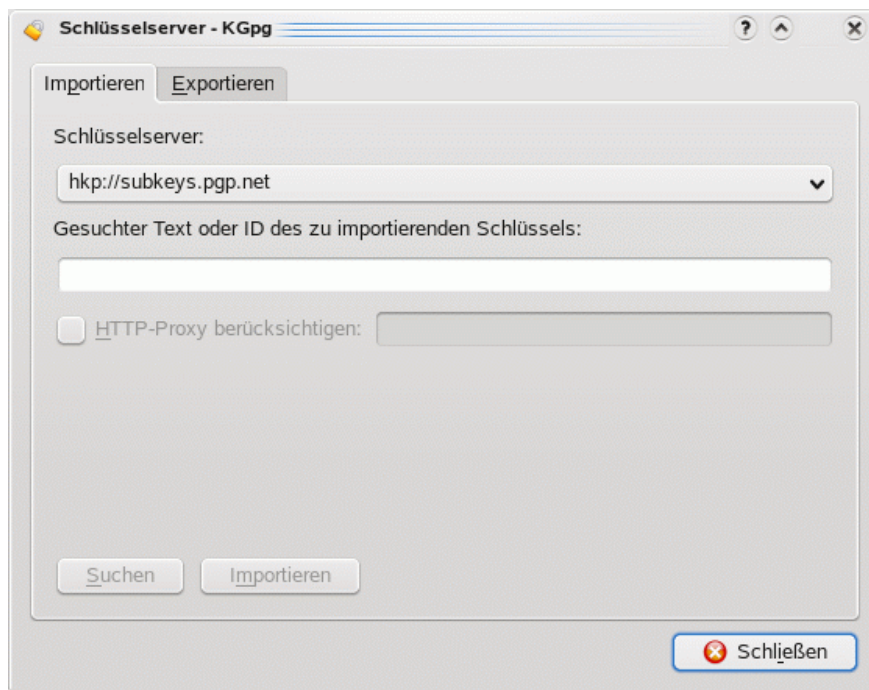 Schlüsselserver - KGpg
Importieren Exportieren
Schlüsselserver:
hkp://subkeys.pgp.net
Gesuchter Text oder ID des zu importierenden Schlüssels:
HTTP-Proxy berücksichtigen:
Suchen Importieren
Schließen